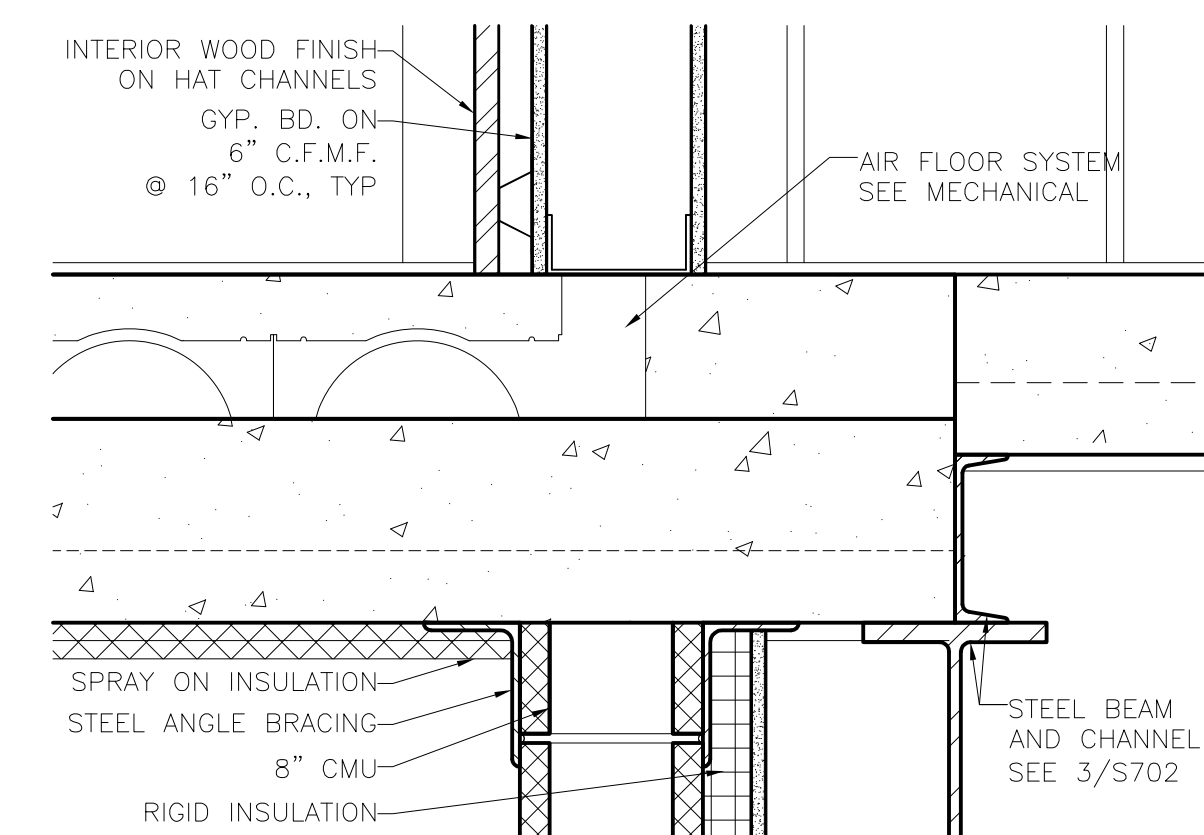 INTERIOR WOOD FINISH
ON HAT CHANNELS
GYP. BD. ON
6" C.F.M.F.
@ 16" O.C., TYP
AIR FLOOR SYSTEM
SEE MECHANICAL
SPRAY ON INSULATION
STEEL ANGLE BRACING
8" CMU
RIGID INSULATION
STEEL BEAM
AND CHANNEL
SEE 3/S702